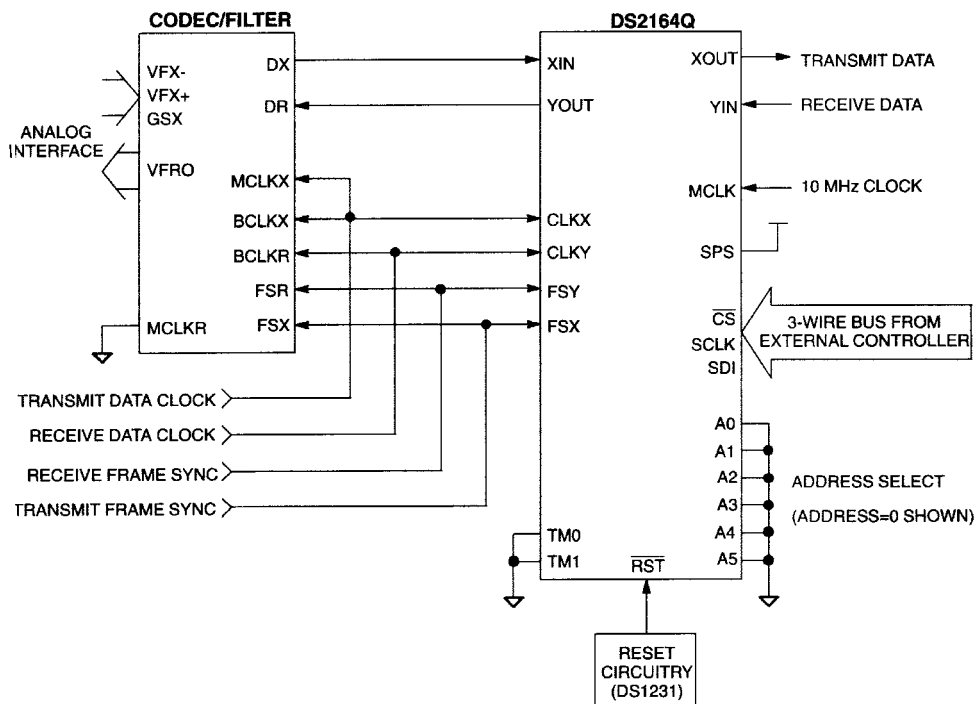 CODEC/FILTER
DS2164Q
VFX-
VFX+
GSX
ANALOG
INTERFACE
VFRO
DX
DR
MCLKX
BCLKX
BCLKR
FSR
FSX
MCLKR
XIN
YOUT
CLKX
CLKY
FSY
FSX
TM0
TM1
RST
XOUT
YIN
MCLK
SPS
CS
SCLK
SDI
A0
A1
A2
A3
A4
A5
TRANSMIT DATA
RECEIVE DATA
10 MHz CLOCK
3-WIRE BUS FROM
EXTERNAL CONTROLLER
ADDRESS SELECT
(ADDRESS=0 SHOWN)
TRANSMIT DATA CLOCK
RECEIVE DATA CLOCK
RECEIVE FRAME SYNC
TRANSMIT FRAME SYNC
RESET
CIRCUITRY
(DS1231)